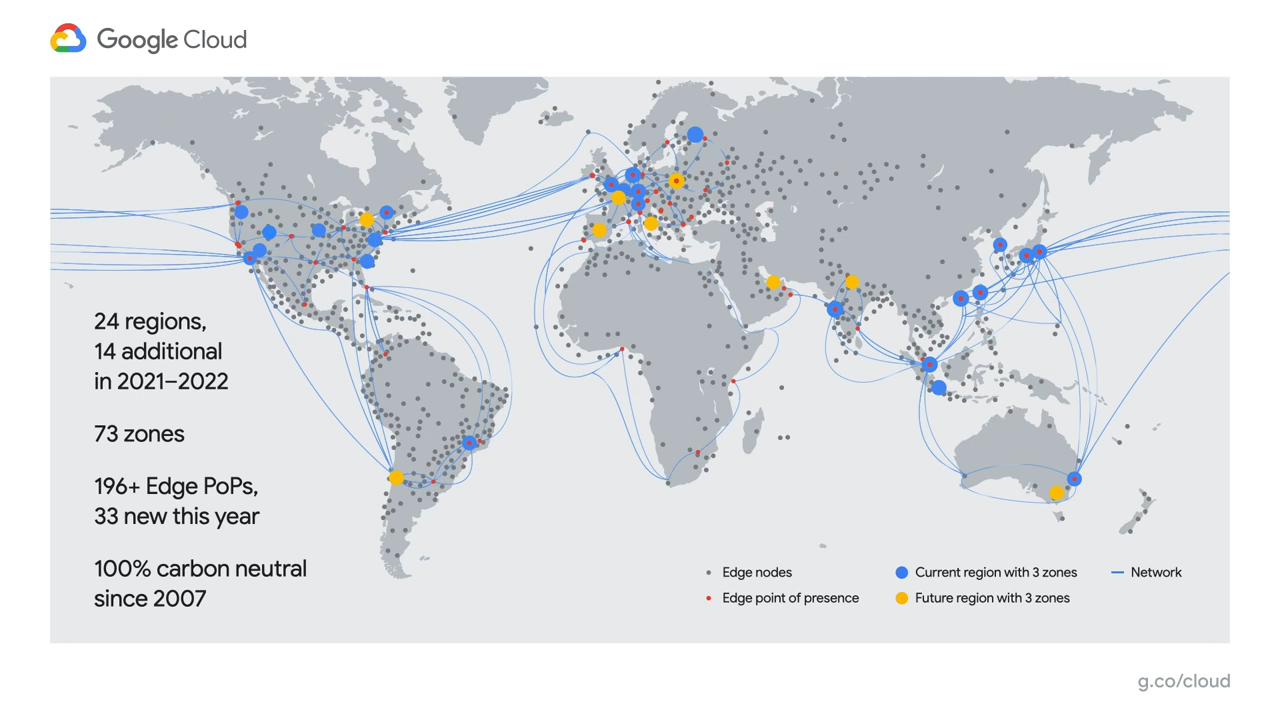 Google Cloud
24 regions,
14 additional
in 2021–2022
73 zones
196+ Edge PoPs,
33 new this year
100% carbon neutral
since 2007
Edge nodes
Edge point of presence
Current region with 3 zones
Future region with 3 zones
Network
g.co/cloud